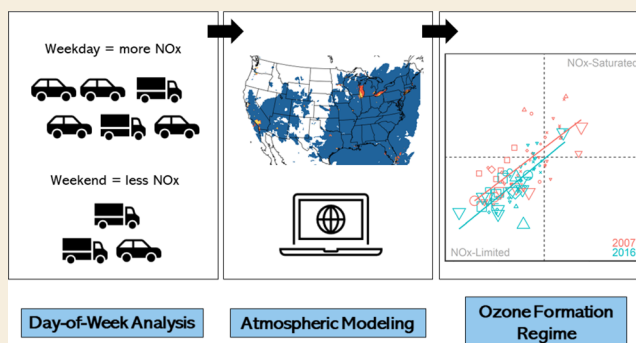 Weekday = more NOx
Weekend = less NOx
NOx-Saturated
NOx-Limited
2007
2016
Day-of-Week Analysis
Atmospheric Modeling
Ozone Formation
Regime